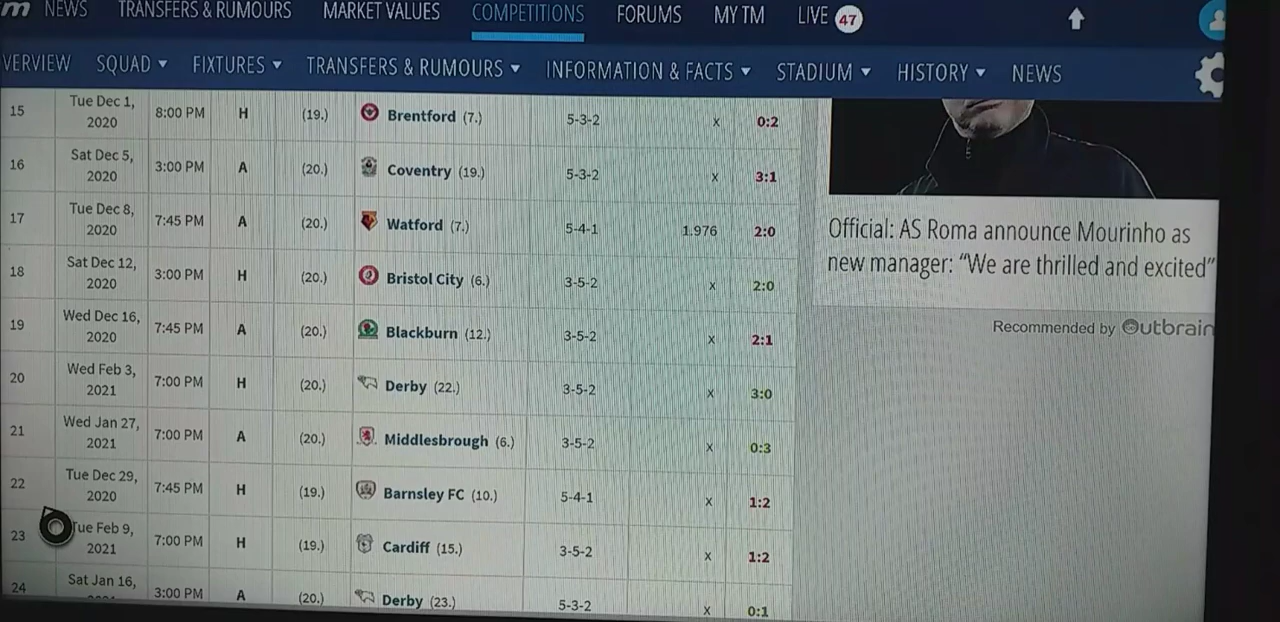 m NEWS TRANSFERS & RUMOURS MARKET VALUES COMPETITIONS FORUMS MY TM LIVE 47
VERVIEW SQUAD FIXTURES TRANSFERS & RUMOURS INFORMATION & FACTS STADIUM HISTORY NEWS
15 Tue Dec 1, 2020 8:00 PM H (19.) Brentford (7.) 5-3-2 x 0:2
16 Sat Dec 5, 2020 3:00 PM A (20.) Coventry (19.) 5-3-2 x 3:1
17 Tue Dec 8, 2020 7:45 PM A (20.) Watford (7.) 5-4-1 1.976 2:0
18 Sat Dec 12, 2020 3:00 PM H (20.) Bristol City (6.) 3-5-2 x 2:0
19 Wed Dec 16, 2020 7:45 PM A (20.) Blackburn (12.) 3-5-2 x 2:1
20 Wed Feb 3, 2021 7:00 PM H (20.) Derby (22.) 3-5-2 x 3:0
21 Wed Jan 27, 2021 7:00 PM A (20.) Middlesbrough (6.) 3-5-2 x 0:3
22 Tue Dec 29, 2020 7:45 PM H (19.) Barnsley FC (10.) 5-4-1 x 1:2
23 Tue Feb 9, 2021 7:00 PM H (19.) Cardiff (15.) 3-5-2 x 1:2
24 Sat Jan 16, 3:00 PM A (20.) Derby (23.) 5-3-2 x 0:1
Official: AS Roma announce Mourinho as
new manager: “We are thrilled and excited”
Recommended by Outbrain